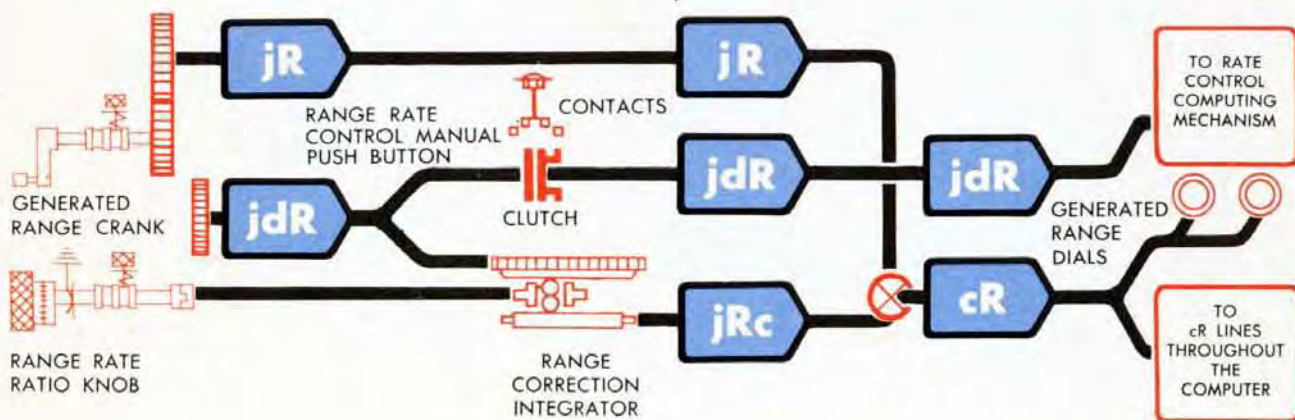 jR
jR
TO RATE
CONTROL
COMPUTING
MECHANISM
CONTACTS
RANGE RATE
CONTROL MANUAL
PUSH BUTTON
GENERATED
RANGE CRANK
jdR
CLUTCH
jdR
jdR
GENERATED
RANGE
DIALS
RANGE RATE
RATIO KNOB
RANGE
CORRECTION
INTEGRATOR
jRc
cR
TO
cR LINES
THROUGHOUT
THE
COMPUTER